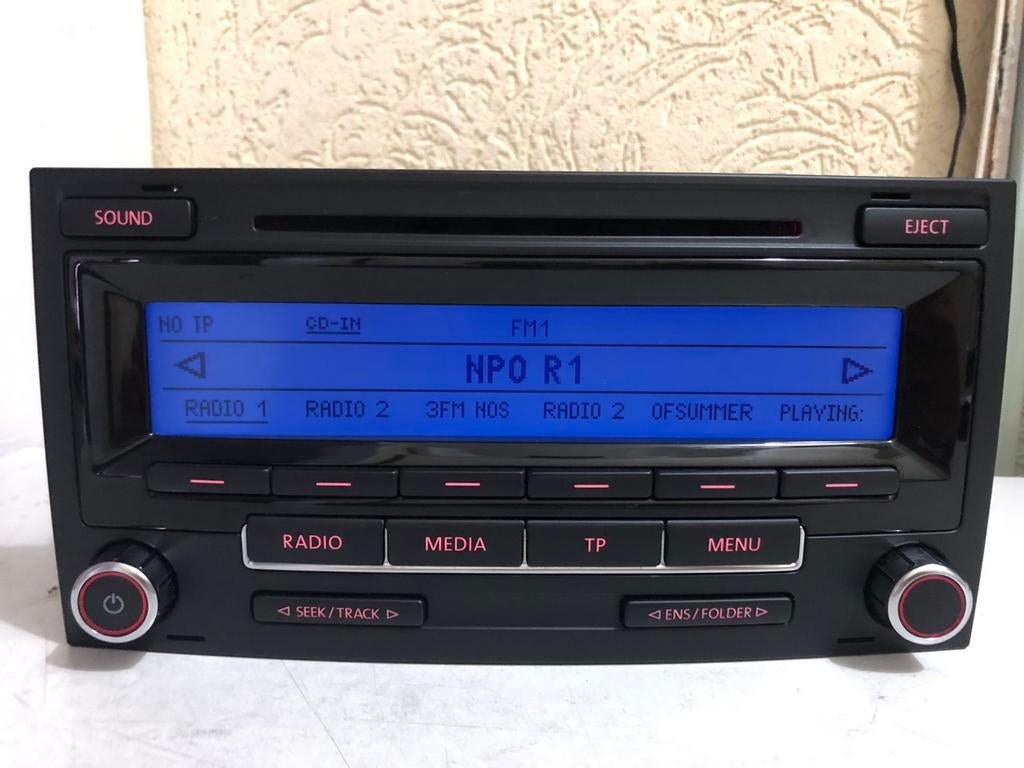 SOUND
EJECT
NO TP CD-IN FM1
NPO R1
RADIO 1 RADIO 2 3FM NOS RADIO 2 OFSUMMER PLAYING:
RADIO MEDIA TP MENU
SEEK/TRACK
ENS/FOLDER